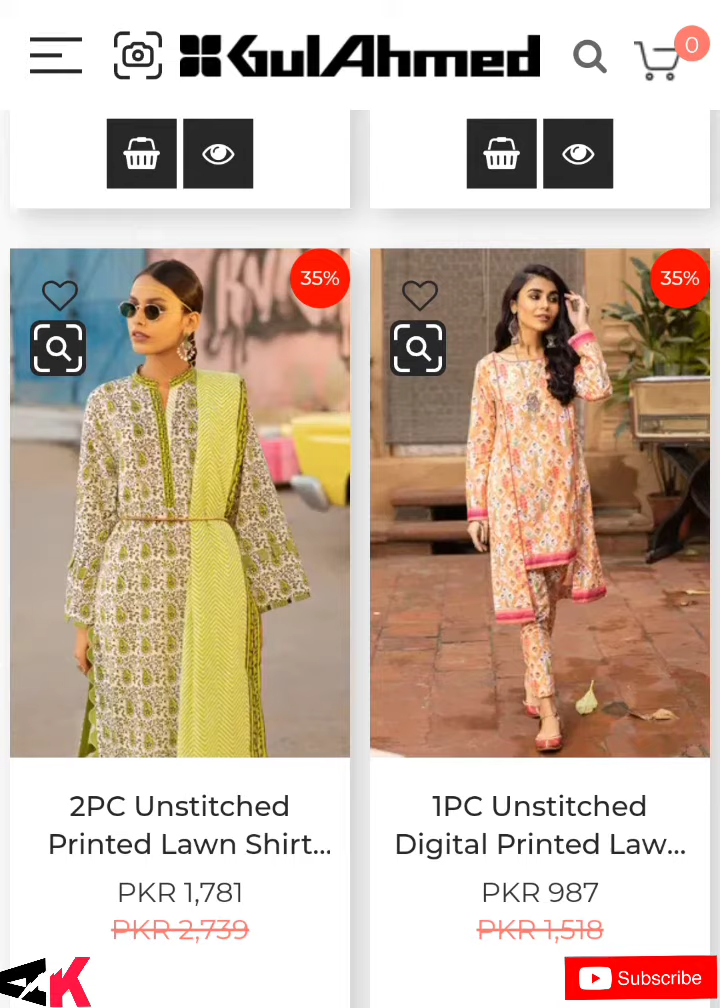 GulAhmed
0
35%
35%
2PC Unstitched
Printed Lawn Shirt...
1PC Unstitched
Digital Printed Law...
PKR 1,781
PKR 987
PKR 2,739
PKR 1,518
AK
Subscribe